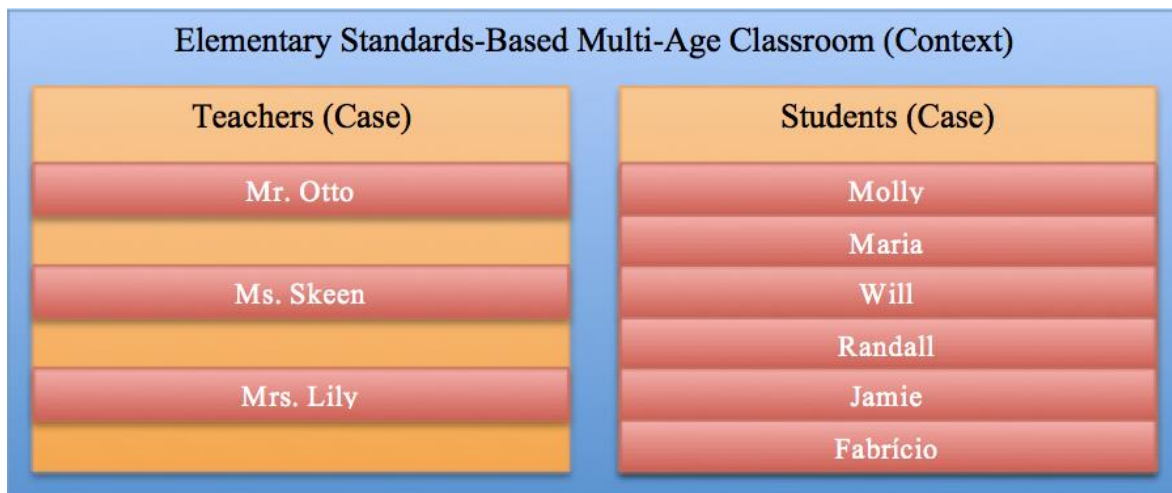 Elementary Standards-Based Multi-Age Classroom (Context)
Teachers (Case)
Mr. Otto
Ms. Skeen
Mrs. Lily
Students (Case)
Molly
Maria
Will
Randall
Jamie
Fabrício